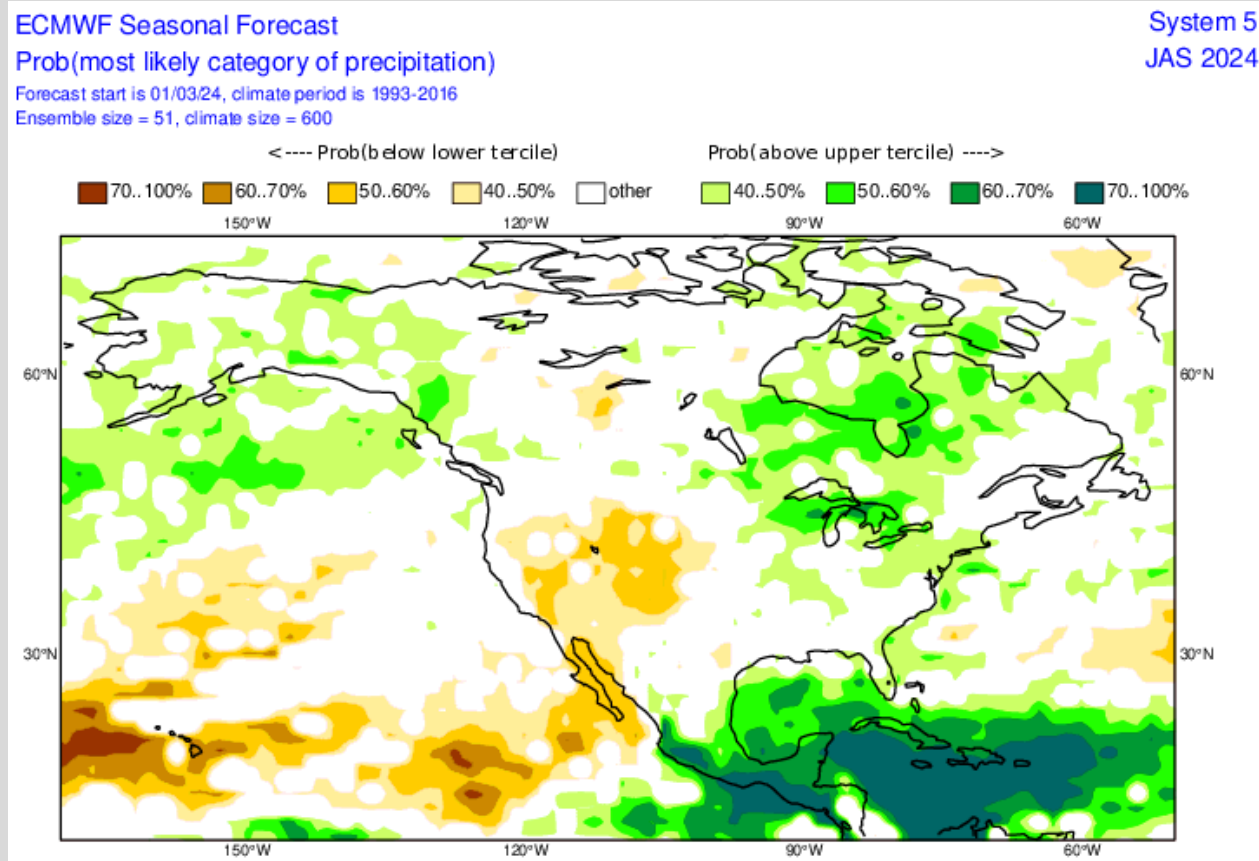 ECMWF Seasonal Forecast
System 5
Prob(most likely category of precipitation)
JAS 2024
Forecast start is 01/03/24, climate period is 1993-2016
Ensemble size = 51, climate size = 600
<---- Prob(below lower tercile)
Prob(above upper tercile) ---->
70..100% 60..70% 50..60% 40..50% other 40..50% 50..60% 60..70% 70..100%
150°W 120°W 90°W 60°W
60°N 60°N
30°N 30°N
150°W 120°W 90°W 60°W